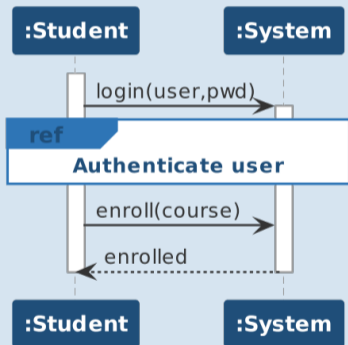 :Student :System
login(user,pwd)
ref
Authenticate user
enroll(course)
enrolled
:Student :System